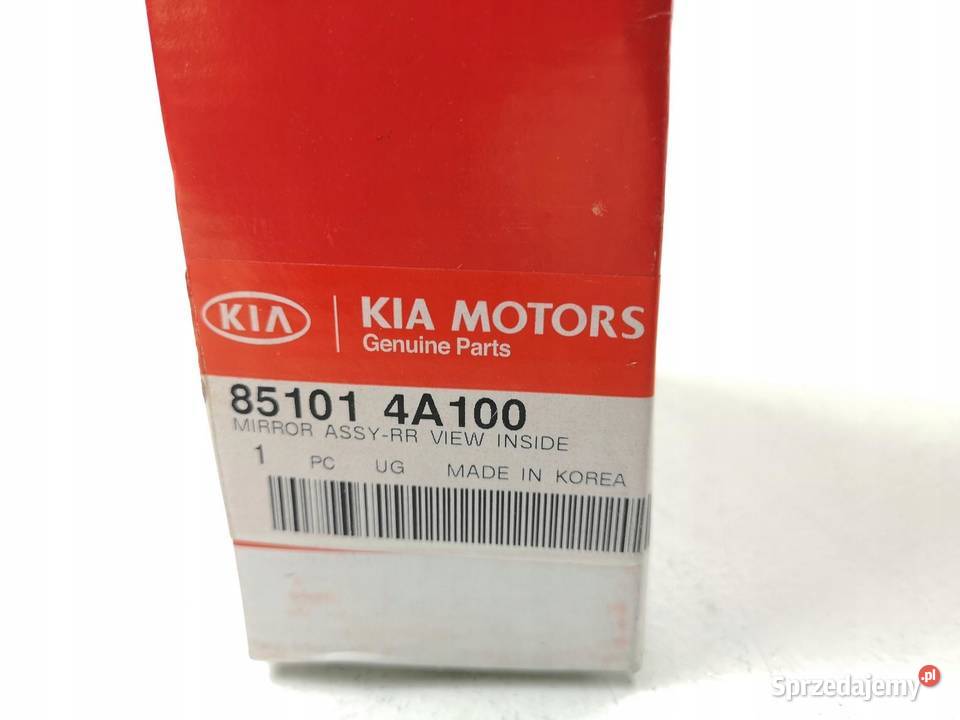 KIA
KIA MOTORS
Genuine Parts
85101 4A100
MIRROR ASSY-RR VIEW INSIDE
1 PC UG MADE IN KOREA
Sprzedajemy.pl